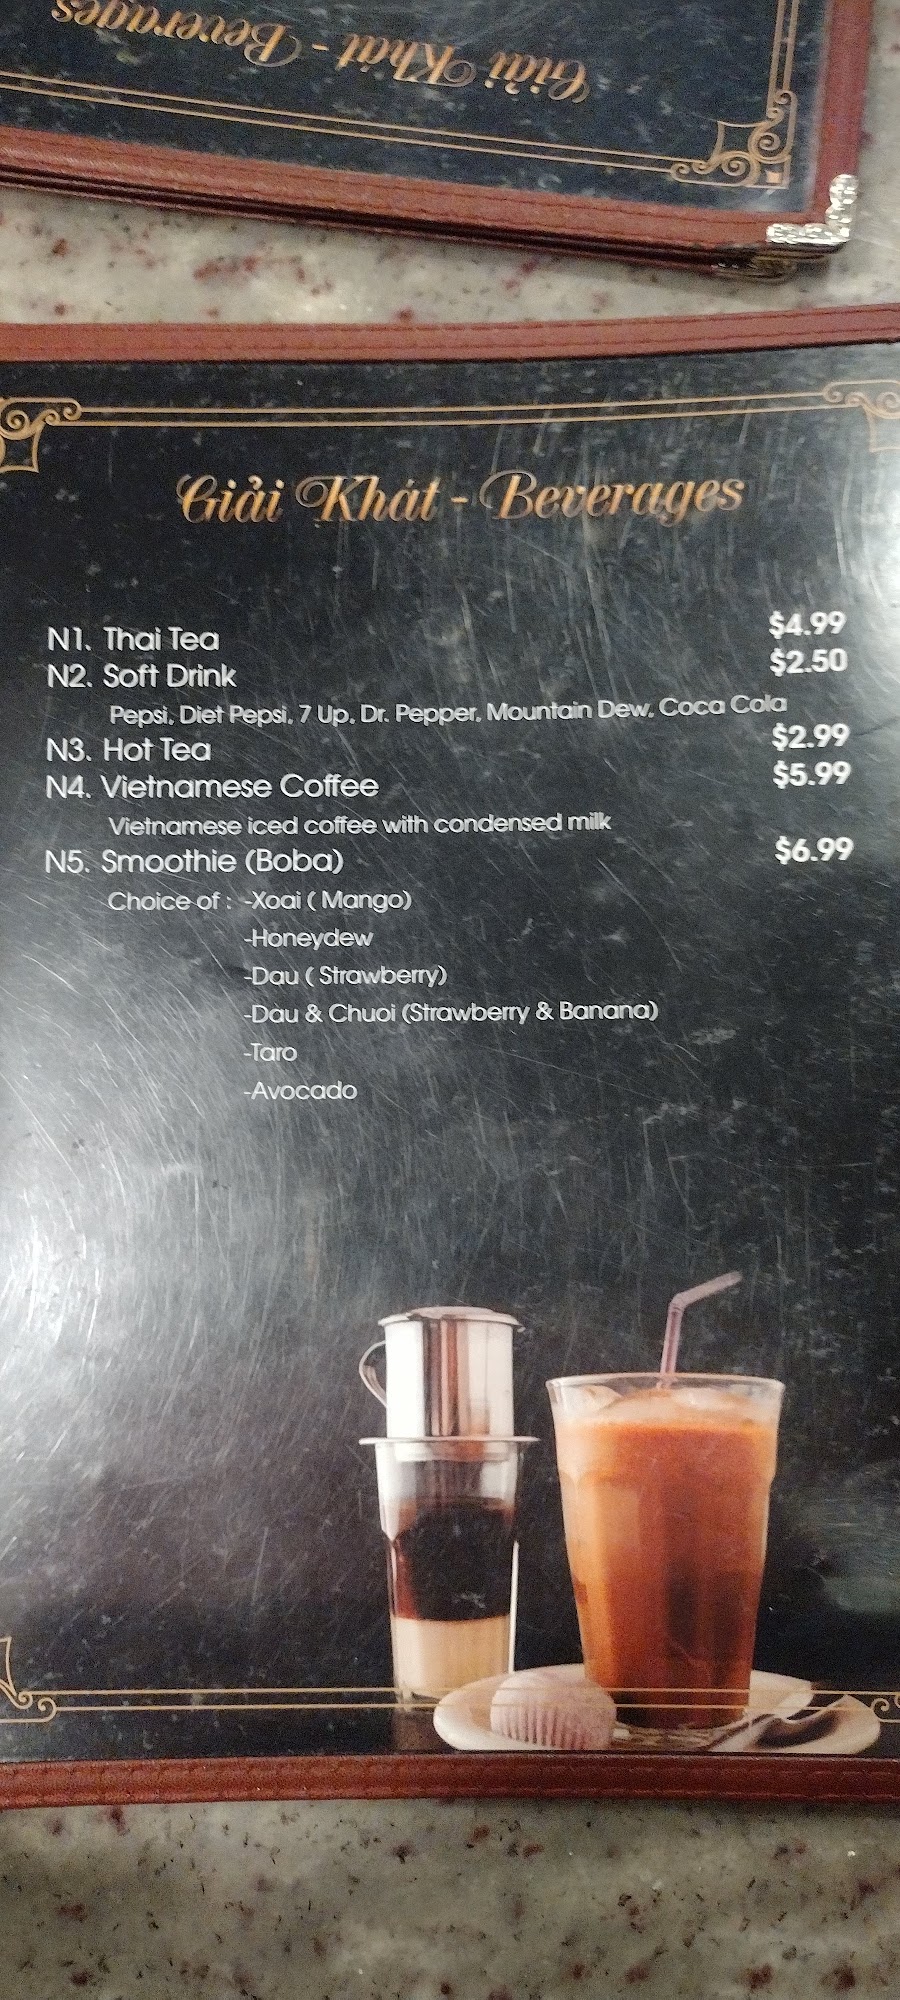 Giải Khát - Beverages
Giải Khát - Beverages
N1. Thai Tea $4.99
N2. Soft Drink $2.50
Pepsi, Diet Pepsi, 7 Up, Dr. Pepper, Mountain Dew, Coca Cola
N3. Hot Tea $2.99
N4. Vietnamese Coffee $5.99
Vietnamese iced coffee with condensed milk
N5. Smoothie (Boba) $6.99
Choice of : -Xoai ( Mango)
-Honeydew
-Dau ( Strawberry)
-Dau & Chuoi (Strawberry & Banana)
-Taro
-Avocado